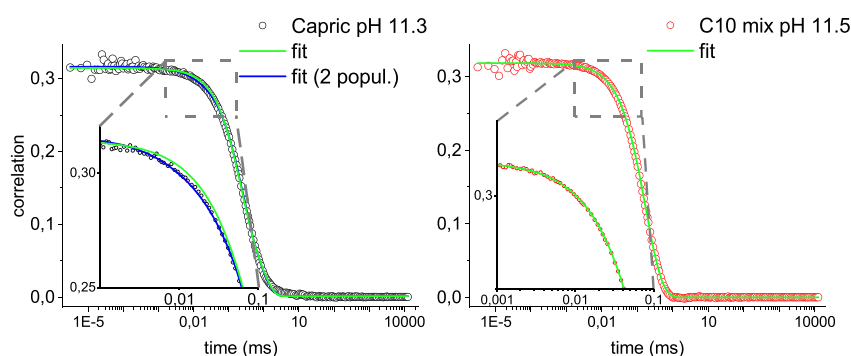 Capric pH 11.3
fit
fit (2 popul.)
0,3
0,2
0,1
0,0
correlation
0,30
0,25
0.01
0.1
1E-5
0,01
10
10000
time (ms)
C10 mix pH 11.5
fit
0,3
0,2
0,1
0,0
0,3
0.001
0.01
0.1
1E-5
0,01
10
10000
time (ms)